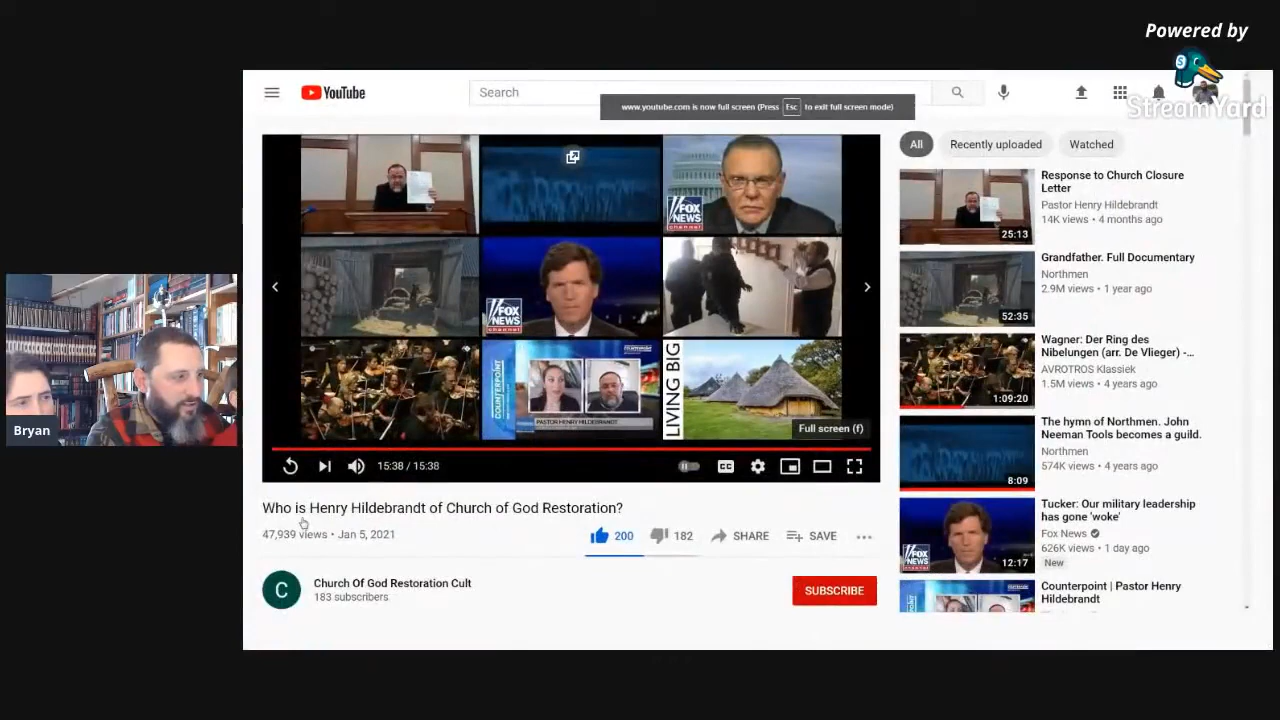 Powered by
StreamYard
YouTube
Search
www.youtube.com is now full screen (Press Esc to exit full screen mode)
FOX
NEWS
channel
FOX
NEWS
channel
COUNTERPOINT
PASTOR HENRY HILDEBRANDT
LIVING BIG
Full screen (f)
15:38 / 15:38
CC
Who is Henry Hildebrandt of Church of God Restoration?
47,939 views • Jan 5, 2021
200
182
SHARE
SAVE
C
Church Of God Restoration Cult
183 subscribers
SUBSCRIBE
Bryan
All
Recently uploaded
Watched
Response to Church Closure
Letter
Pastor Henry Hildebrandt
14K views • 4 months ago
25:13
Grandfather. Full Documentary
Northmen
2.9M views • 1 year ago
52:35
Wagner: Der Ring des
Nibelungen (arr. De Vlieger) -...
AVROTROS Klassiek
1.5M views • 4 years ago
1:09:20
The hymn of Northmen. John
Neeman Tools becomes a guild.
Northmen
574K views • 4 years ago
8:09
Tucker: Our military leadership
has gone 'woke'
Fox News
626K views • 1 day ago
New
FOX
NEWS
12:17
Counterpoint | Pastor Henry
Hildebrandt